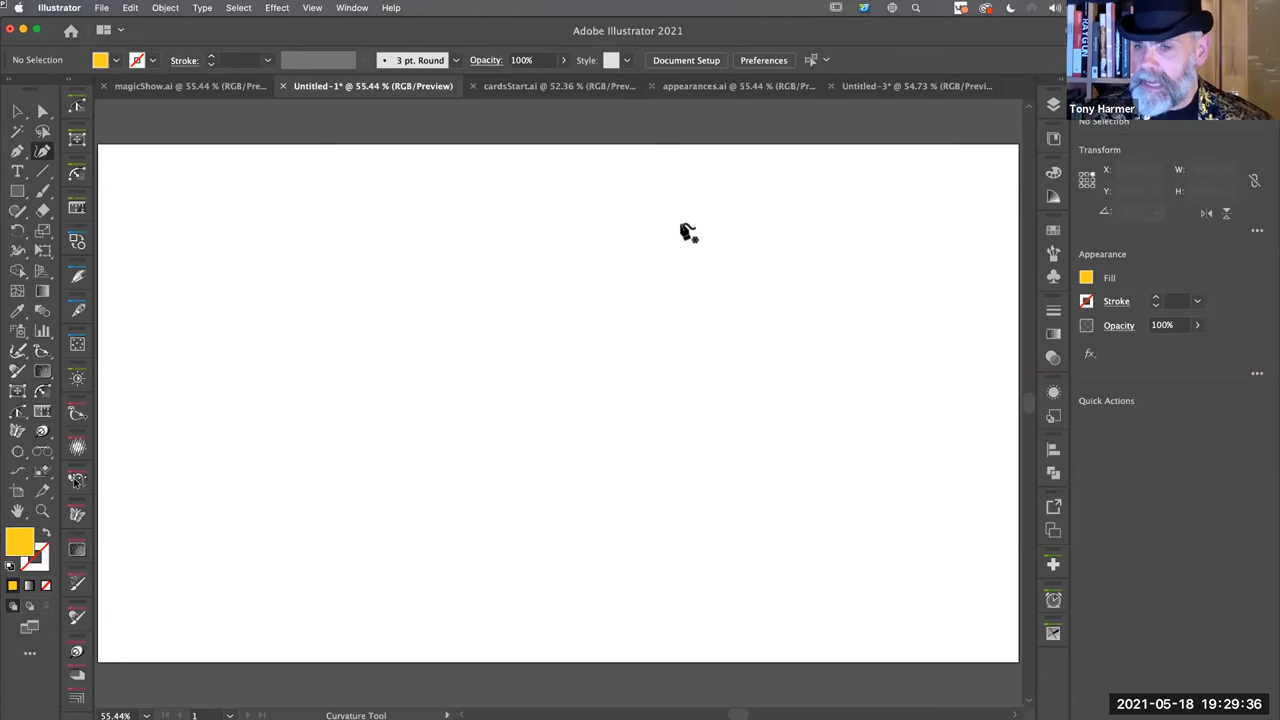 Illustrator File Edit Object Type Select Effect View Window Help
Adobe Illustrator 2021
No Selection Stroke: 3 pt. Round Opacity: 100% Style: Document Setup Preferences
magicShow.ai @ 55.44 % (RGB/Pre... Untitled-1* @ 55.44 % (RGB/Preview) cardsStart.ai @ 52.36 % (RGB/Prev... appearances.ai @ 55.44 % (RGB/Pr... Untitled-3* @ 54.73 % (RGB/Previ...
Tony Harmer
No Selection
Transform
X: W:
Y: H:
Appearance
Fill
Stroke
Opacity 100%
fx.
Quick Actions
2021-05-18 19:29:36
55.44% 1 Curvature Tool